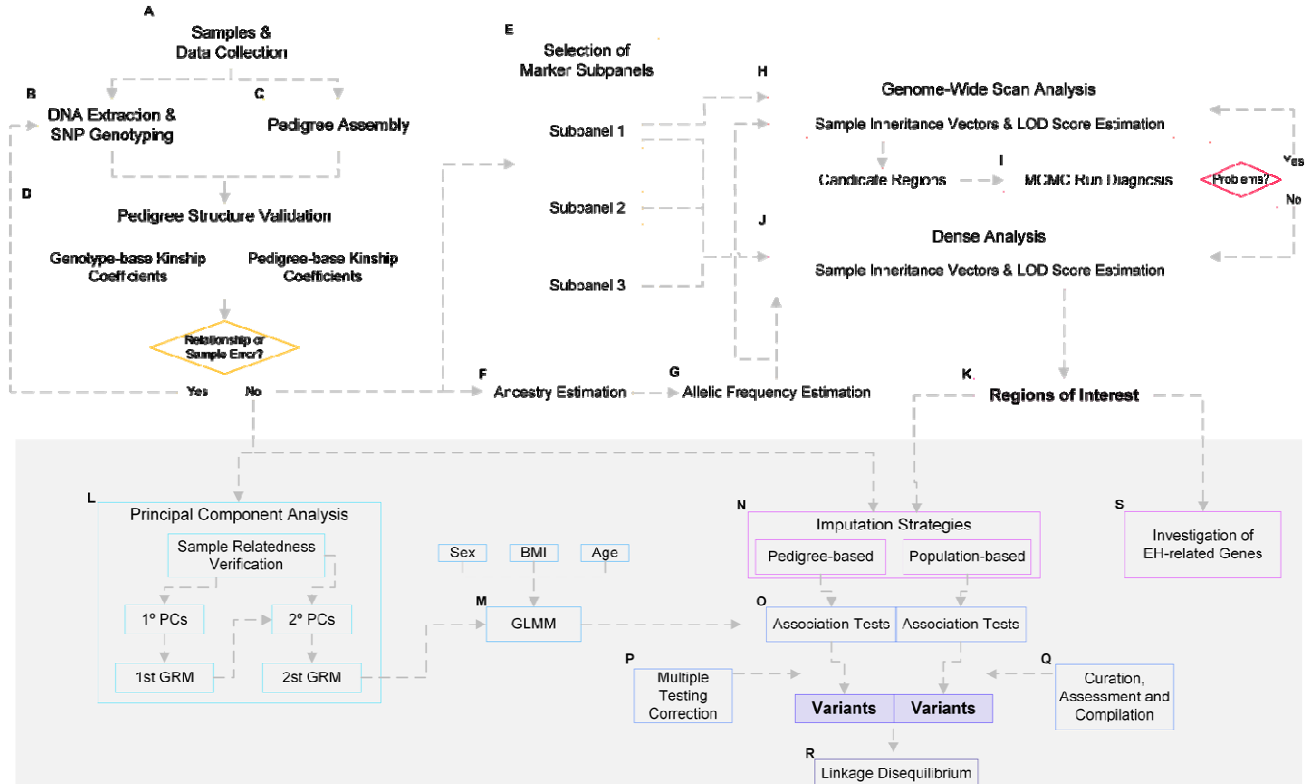 A
Samples &
Data Collection
B
DNA Extraction &
SNP Genotyping
C
Pedigree Assembly
D
Pedigree Structure Validation
Genotype-base Kinship
Coefficients
Pedigree-base Kinship
Coefficients
Relationship or
Sample Error?
Yes
No
E
Selection of
Marker Subpanels
Subpanel 1
Subpanel 2
Subpanel 3
F
Ancestry Estimation
G
Allelic Frequency Estimation
H
Genome-Wide Scan Analysis
Sample Inheritance Vectors & LOD Score Estimation
Candicate Regions
I
MCMC Run Diagnosis
Problems?
Yes
No
J
Dense Analysis
Sample Inheritance Vectors & LOD Score Estimation
K
Regions of Interest
L
Principal Component Analysis
Sample Relatedness
Verification
1º PCs
2º PCs
1st GRM
2st GRM
Sex
BMI
Age
M
GLMM
N
Imputation Strategies
Pedigree-based
Population-based
O
Association Tests
Association Tests
P
Multiple
Testing
Correction
Q
Curation,
Assessment and
Compilation
Variants
Variants
R
Linkage Disequilibrium
S
Investigation of
EH-related Genes